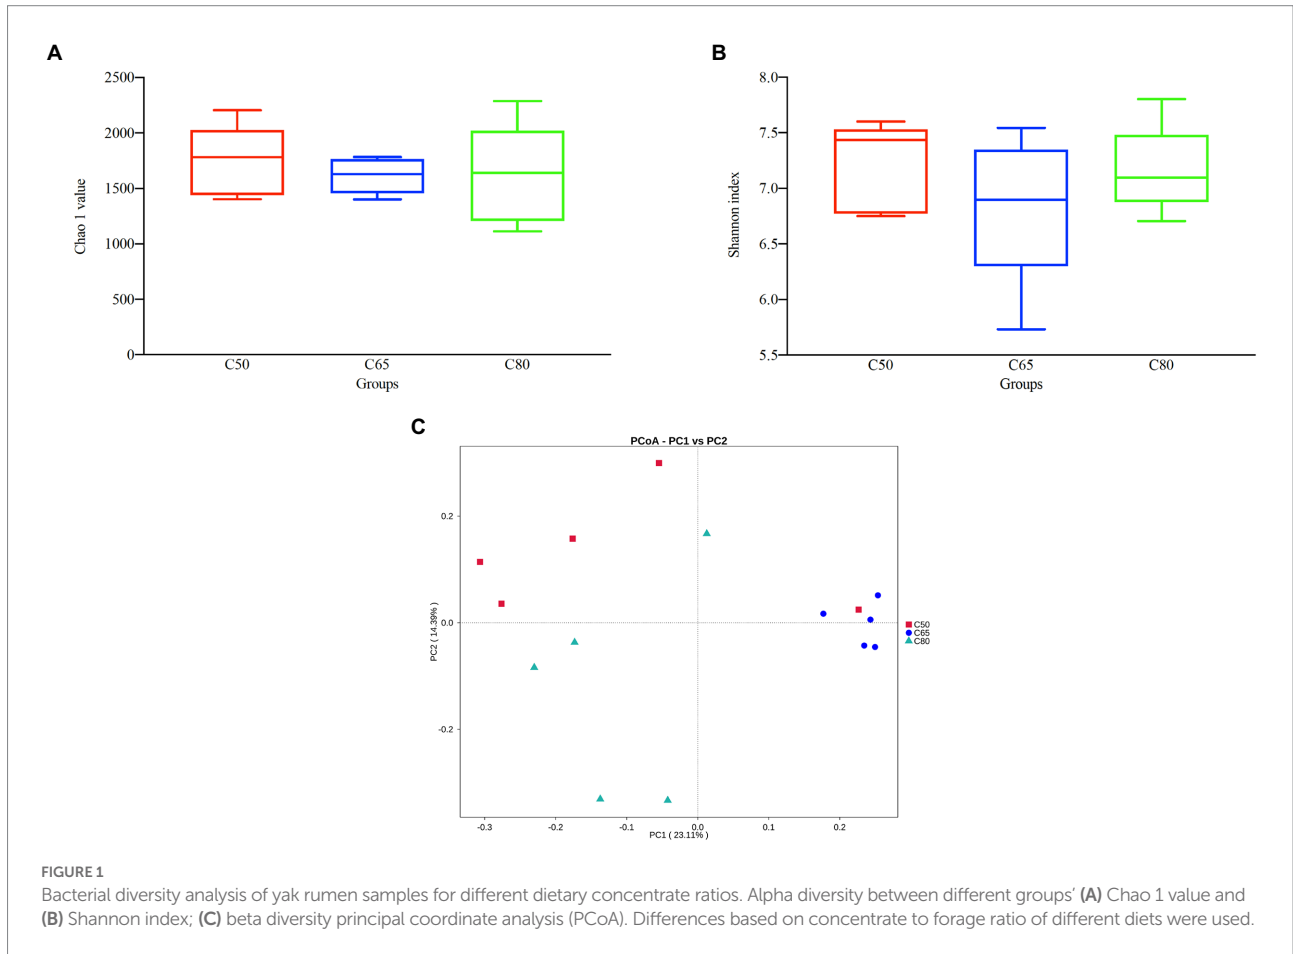 A
2500
2000
1500
1000
500
0
Chao 1 value
C50 C65 C80
Groups
B
8.0
7.5
7.0
6.5
6.0
5.5
Shannon index
C50 C65 C80
Groups
C
PCoA - PC1 vs PC2
0.2
0.0
-0.2
PC2 ( 14.39% )
-0.3 -0.2 -0.1 0.0 0.1 0.2
PC1 ( 23.11% )
C50
C65
C80
FIGURE 1
Bacterial diversity analysis of yak rumen samples for different dietary concentrate ratios. Alpha diversity between different groups’ (A) Chao 1 value and
(B) Shannon index; (C) beta diversity principal coordinate analysis (PCoA). Differences based on concentrate to forage ratio of different diets were used.